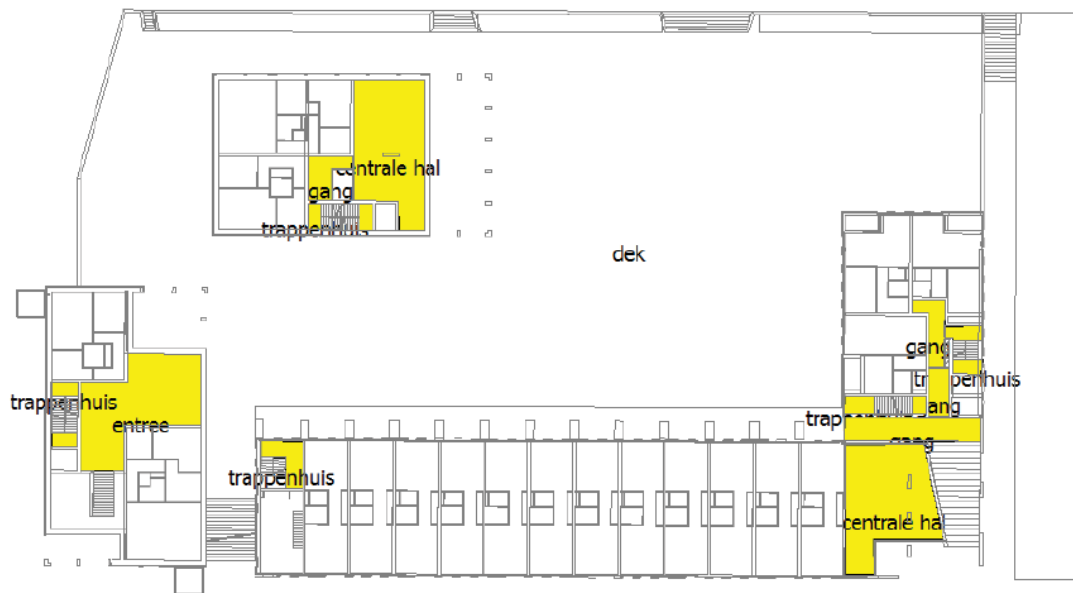 centrale hal
gang
trappenhuis
dek
gang
trappenhuis
trappenhuis
entree
gang
gang
trappenhuis
centrale hal